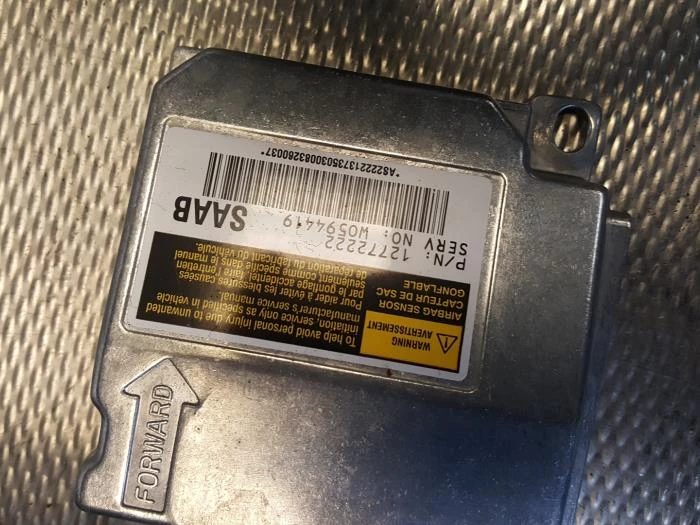 WARNING
AVERTISSEMENT
AIRBAG SENSOR
CAPTEUR DE SAC
GONFLABLE
To help avoid personal injury due to unwanted
initiation, service only as specified in vehicle
manufacturer's service manual.
Pour aider à éviter les blessures causées
par le gonflage accidentel, faire l'entretien
seulement comme spécifié dans le manuel
de réparation du fabricant du véhicule.
P/N: 12772222
SERV NO: W0594419
SAAB
*AS222213735030083260037*
FORWARD